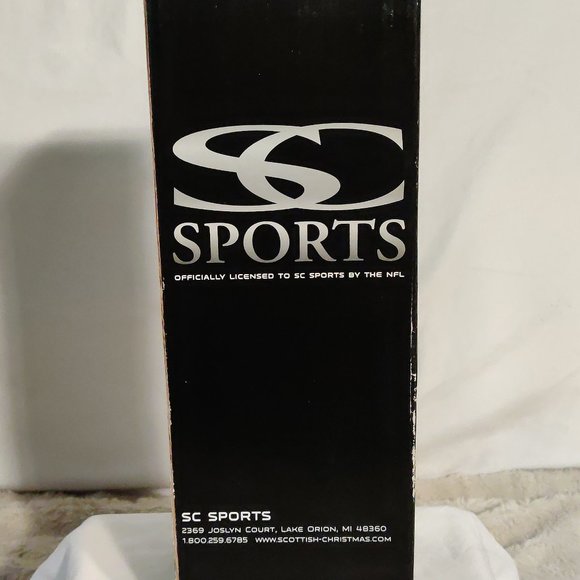 SC
SPORTS
OFFICIALLY LICENSED TO SC SPORTS BY THE NFL
SC SPORTS
2369 JOSLYN COURT, LAKE ORION, MI 48360
1.800.259.6785 WWW.SCOTTISH-CHRISTMAS.COM